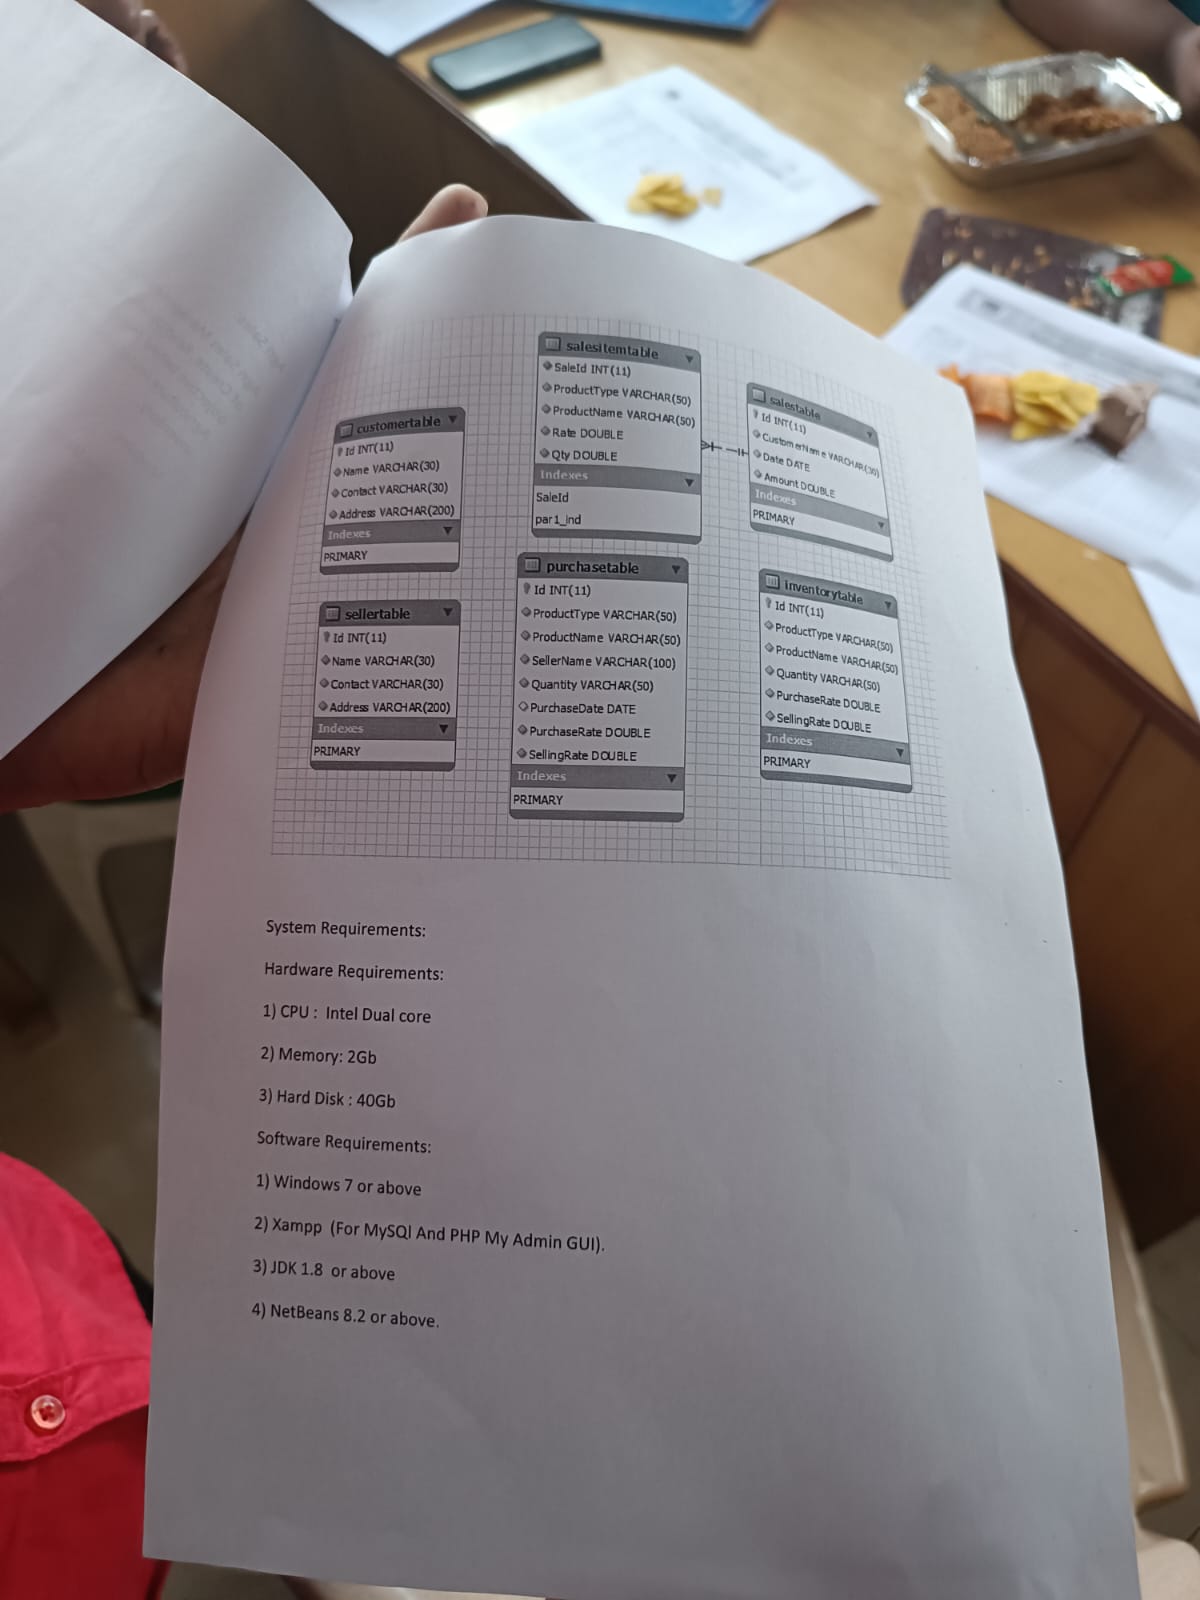 customertable
Id INT(11)
Name VARCHAR(30)
Contact VARCHAR(30)
Address VARCHAR(200)
Indexes
PRIMARY
salesitemtable
SaleId INT(11)
ProductType VARCHAR(50)
ProductName VARCHAR(50)
Rate DOUBLE
Qty DOUBLE
Indexes
SaleId
par1_ind
salestable
Id INT(11)
CustomerName VARCHAR(30)
Date DATE
Amount DOUBLE
Indexes
PRIMARY
sellertable
Id INT(11)
Name VARCHAR(30)
Contact VARCHAR(30)
Address VARCHAR(200)
Indexes
PRIMARY
purchasetable
Id INT(11)
ProductType VARCHAR(50)
ProductName VARCHAR(50)
SellerName VARCHAR(100)
Quantity VARCHAR(50)
PurchaseDate DATE
PurchaseRate DOUBLE
SellingRate DOUBLE
Indexes
PRIMARY
inventorytable
Id INT(11)
ProductType VARCHAR(50)
ProductName VARCHAR(50)
Quantity VARCHAR(50)
PurchaseRate DOUBLE
SellingRate DOUBLE
Indexes
PRIMARY
System Requirements:
Hardware Requirements:
1) CPU : Intel Dual core
2) Memory: 2Gb
3) Hard Disk : 40Gb
Software Requirements:
1) Windows 7 or above
2) Xampp (For MySQl And PHP My Admin GUI).
3) JDK 1.8 or above
4) NetBeans 8.2 or above.